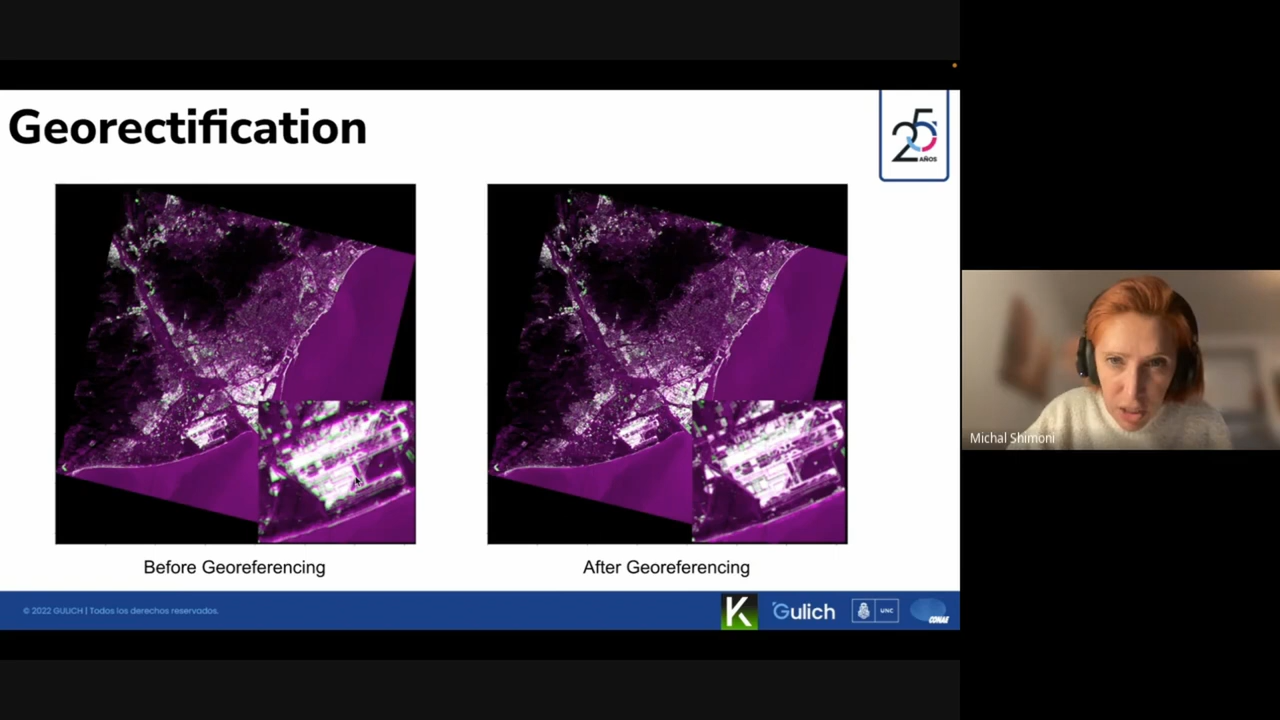 Georectification
25
AÑOS
Before Georeferencing
After Georeferencing
© 2022 GULICH | Todos los derechos reservados.
K
Gulich
UNC
CONAE
Michal Shimoni